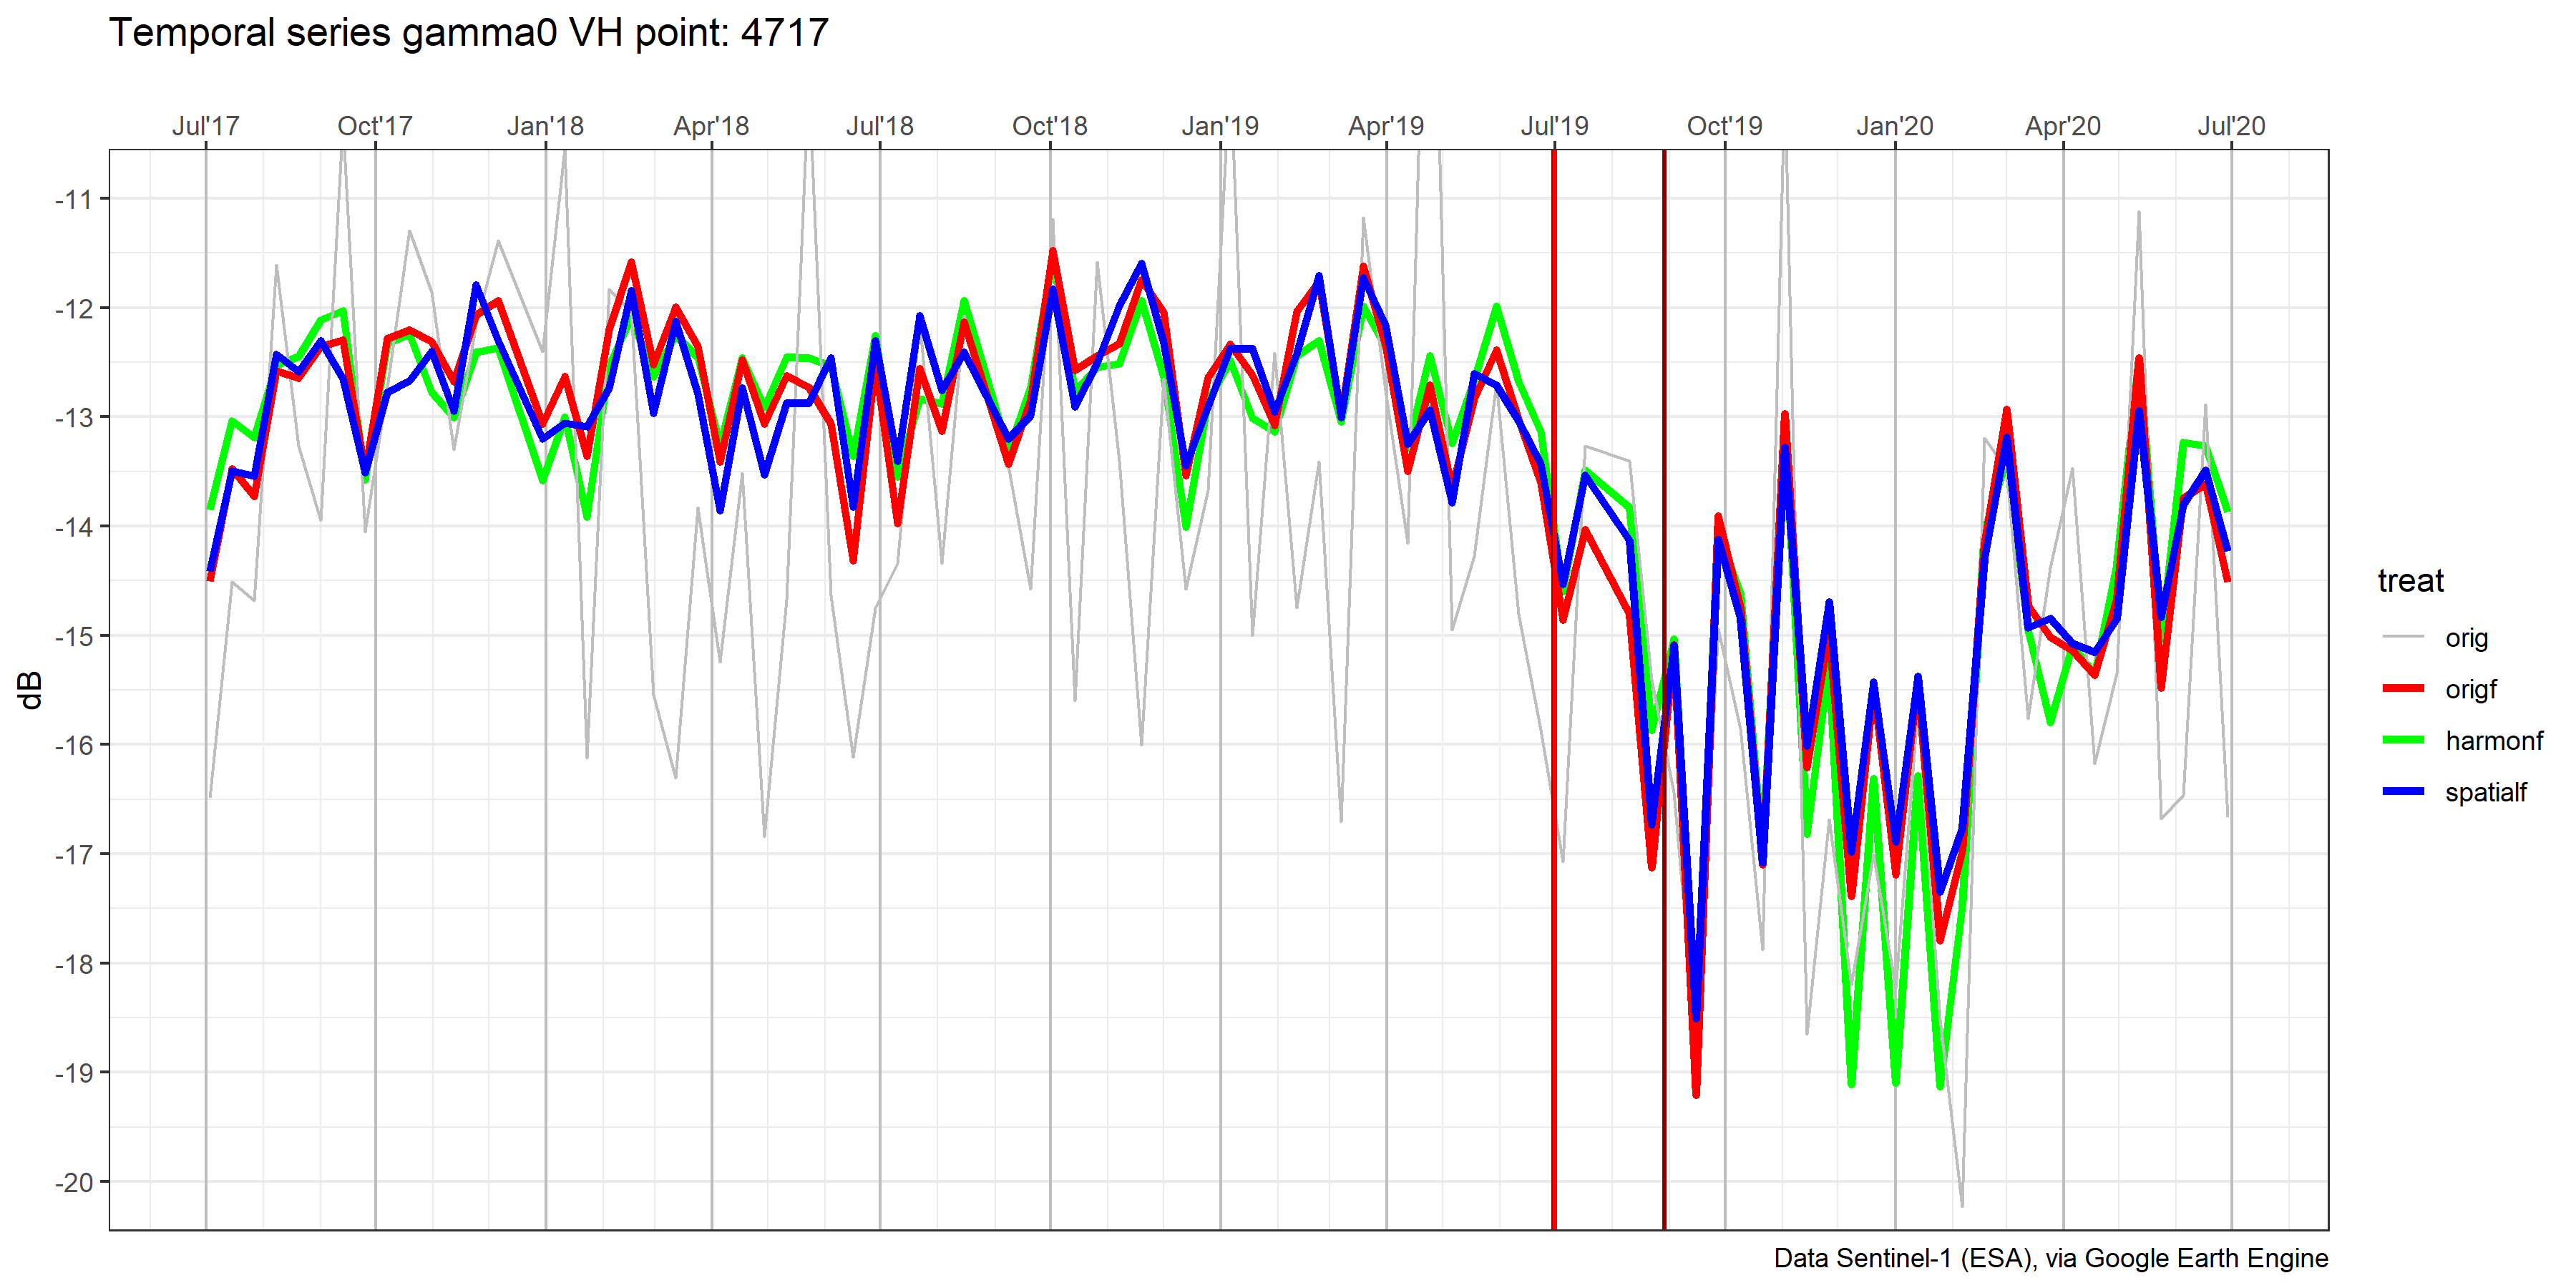 Temporal series gamma0 VH point: 4717
Jul'17 Oct'17 Jan'18 Apr'18 Jul'18 Oct'18 Jan'19 Apr'19 Jul'19 Oct'19 Jan'20 Apr'20 Jul'20
-11
-12
-13
-14
-15
-16
-17
-18
-19
-20
dB
treat
orig
origf
harmonf
spatialf
Data Sentinel-1 (ESA), via Google Earth Engine